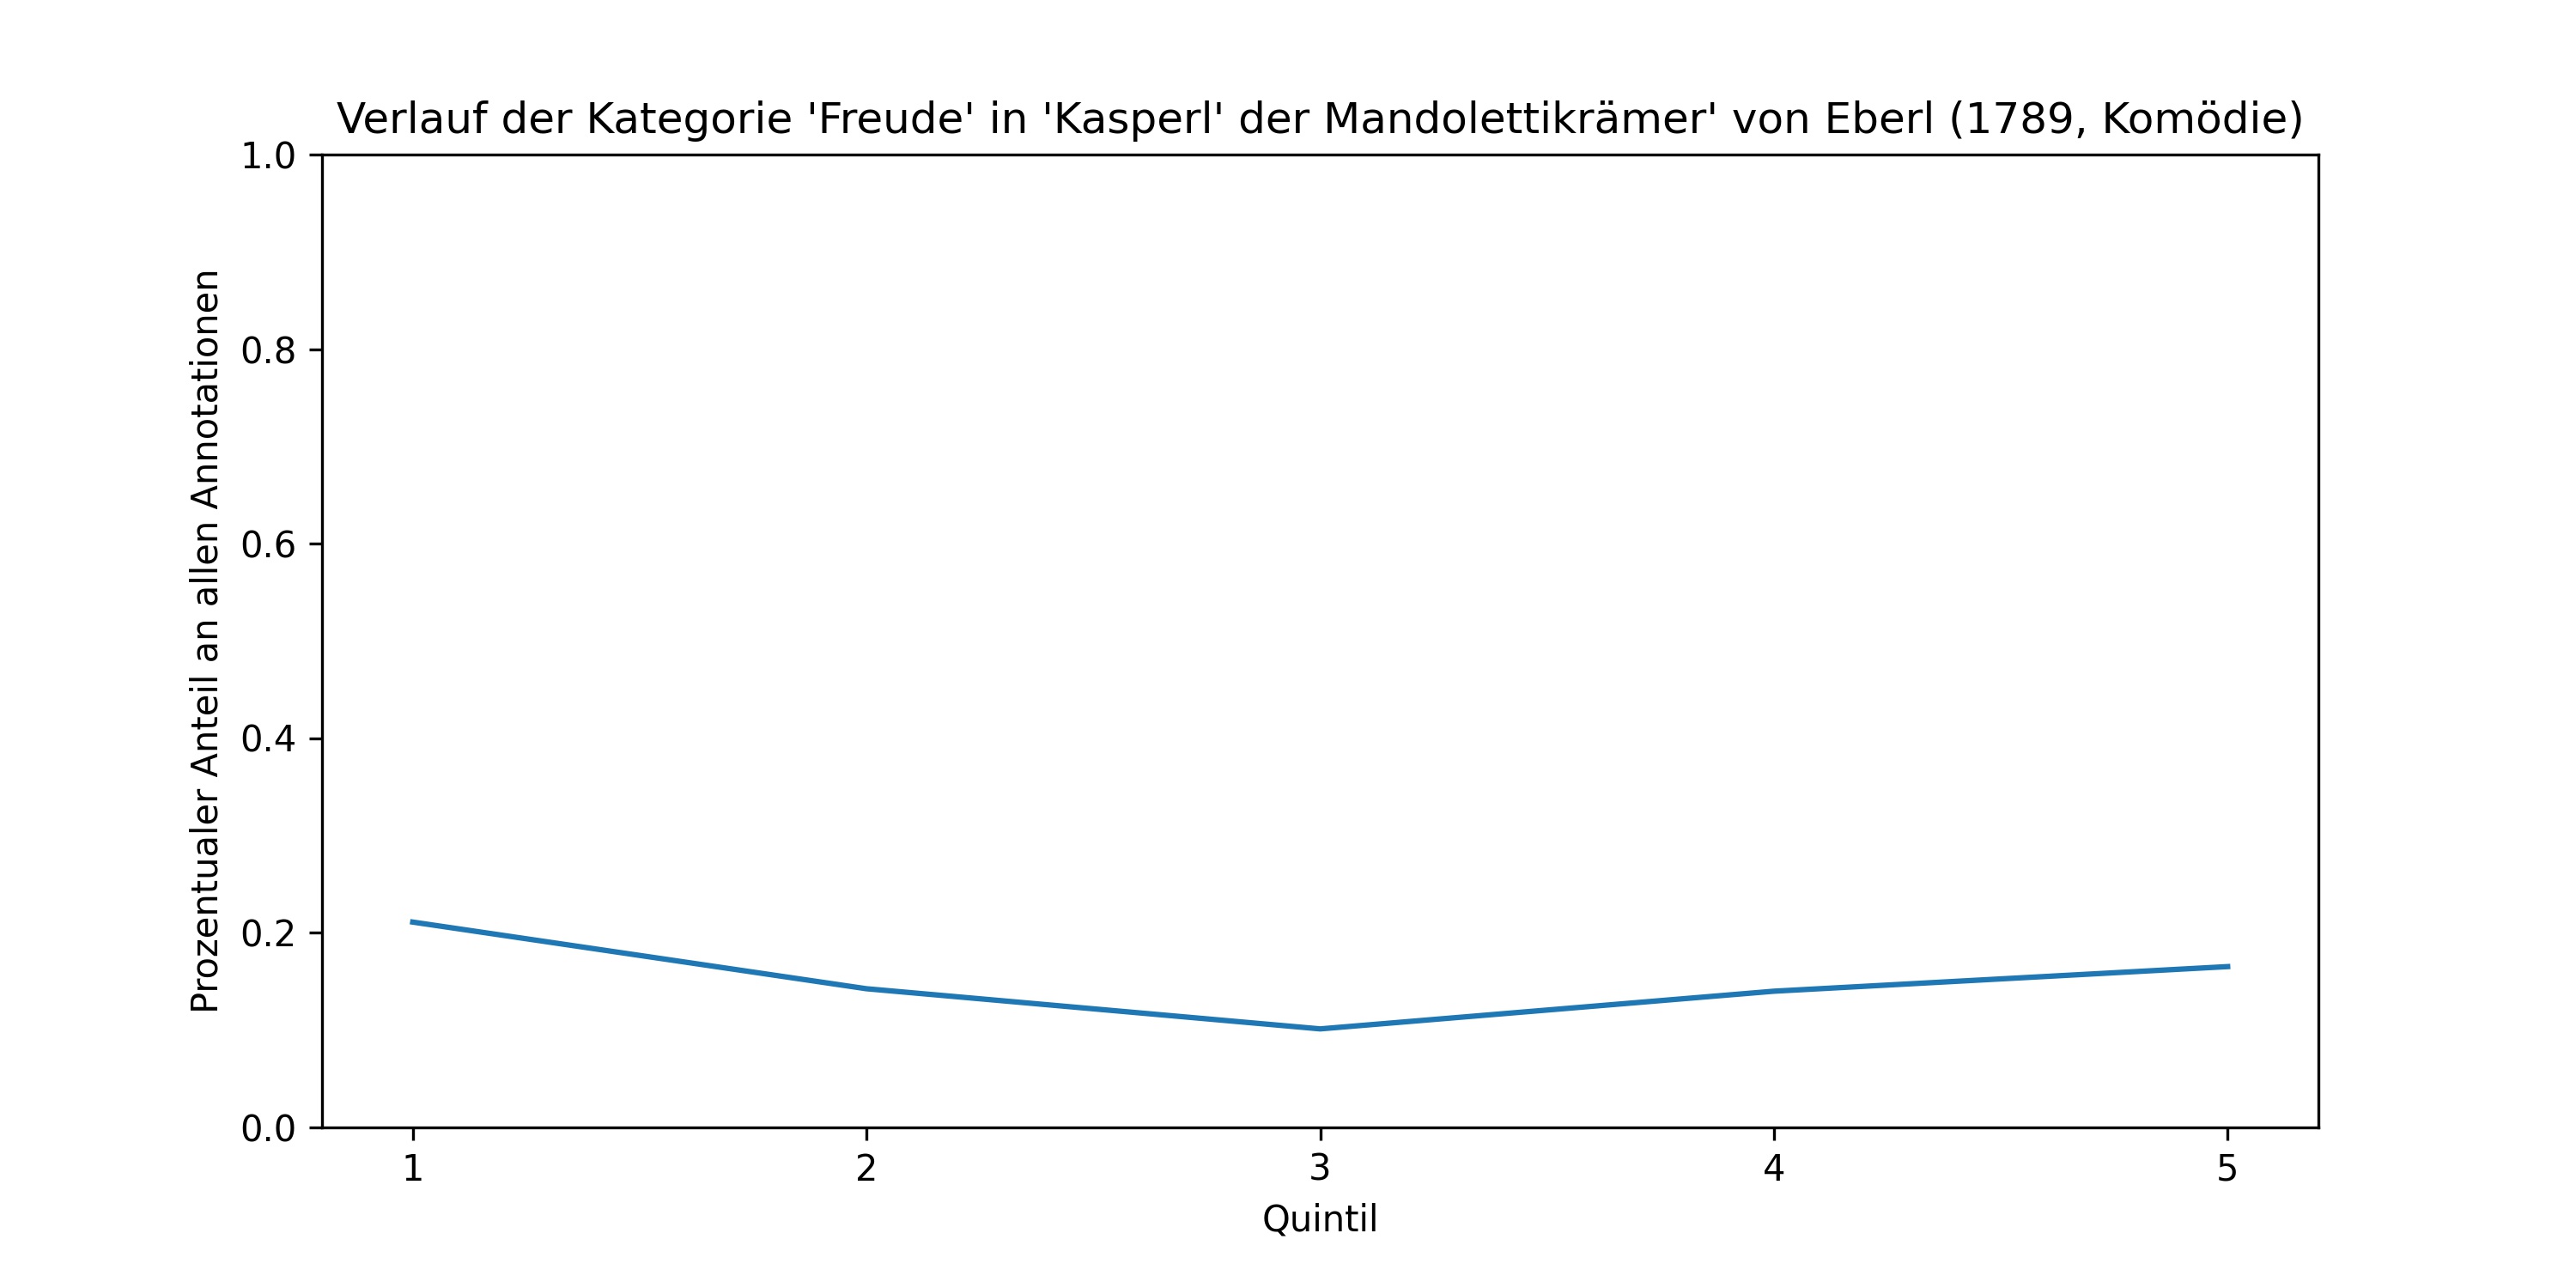 Verlauf der Kategorie 'Freude' in 'Kasperl' der Mandolettikrämer' von Eberl (1789, Komödie)
Prozentualer Anteil an allen Annotationen
1.0
0.8
0.6
0.4
0.2
0.0
1 2 3 4 5
Quintil